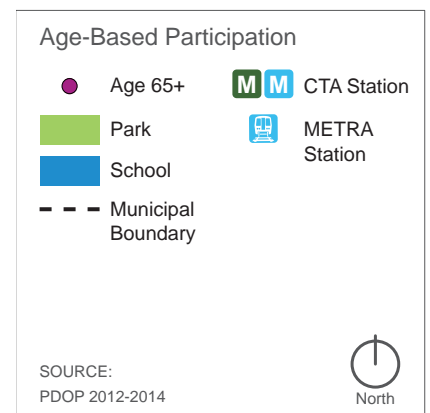 Age-Based Participation
Age 65+
M M CTA Station
Park
METRA
Station
School
Municipal
Boundary
SOURCE:
PDOP 2012-2014
North